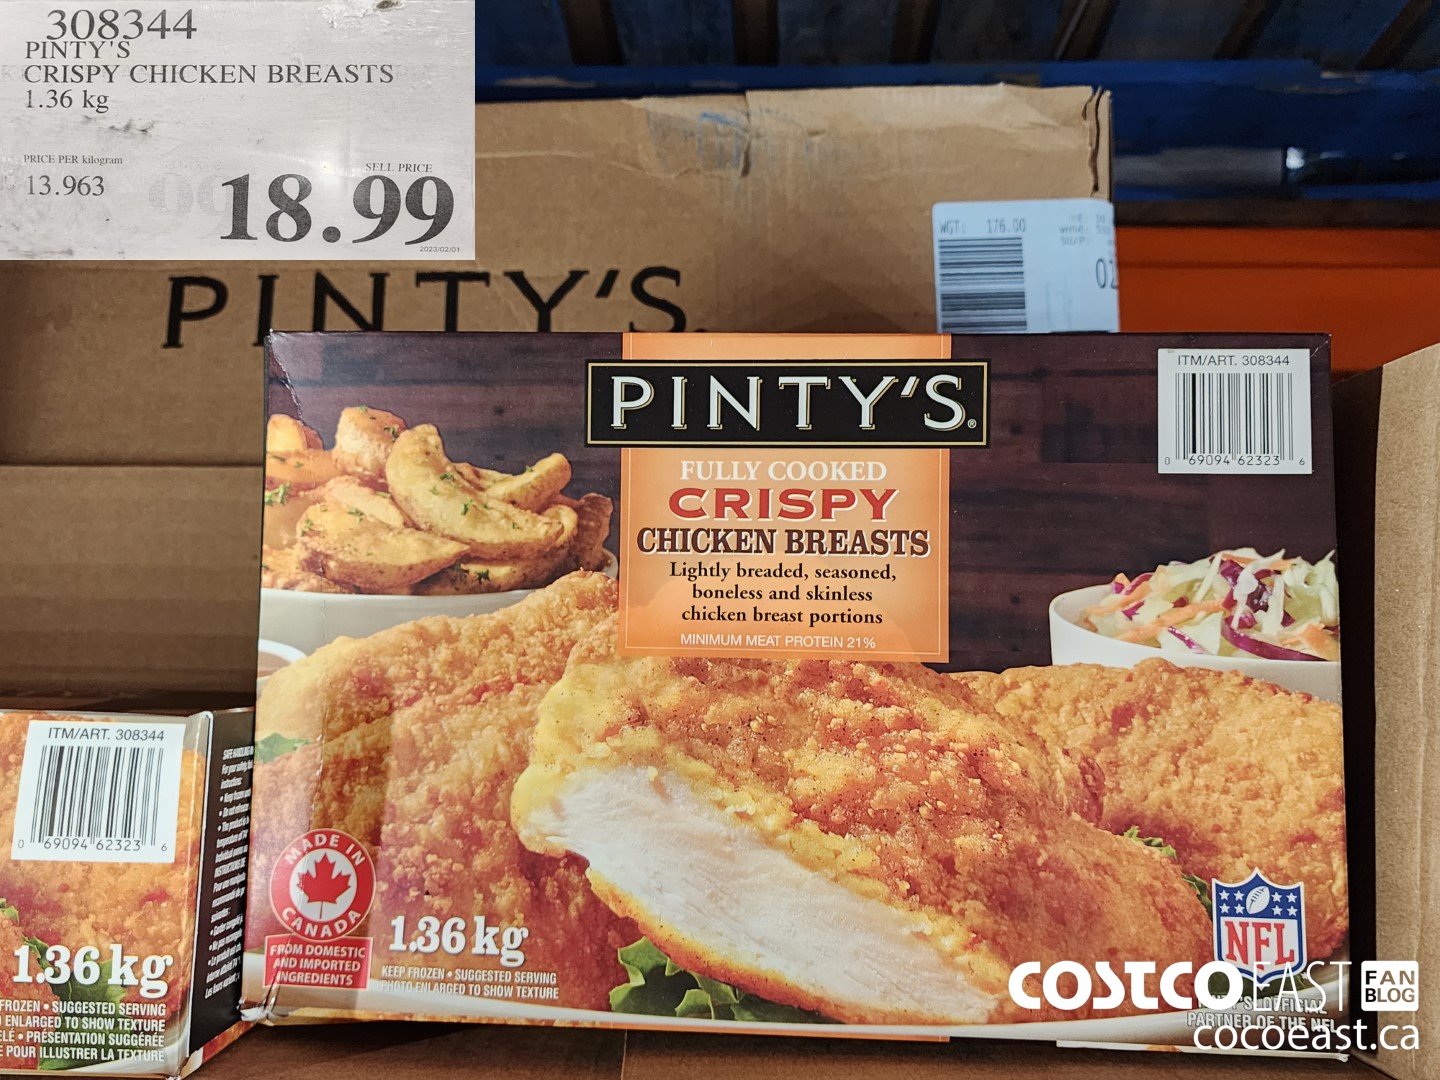 308344
PINTY'S
CRISPY CHICKEN BREASTS
1.36 kg
PRICE PER kilogram
13.963
SELL PRICE
18.99
2023/02/01
WGT: 176.00
PINTY'S.
PINTY'S®
FULLY COOKED
CRISPY
CHICKEN BREASTS
Lightly breaded, seasoned,
boneless and skinless
chicken breast portions
MINIMUM MEAT PROTEIN 21%
ITM/ART. 308344
0 69094 62323 6
MADE IN
CANADA
FROM DOMESTIC
AND IMPORTED
INGREDIENTS
1.36 kg
KEEP FROZEN • SUGGESTED SERVING
PHOTO ENLARGED TO SHOW TEXTURE
NFL
PINTY'S OFFICIAL
PARTNER OF THE NFL
ITM/ART. 308344
0 69094 62323 6
1.36 kg
FROZEN • SUGGESTED SERVING
ENLARGED TO SHOW TEXTURE
PRÉSENTATION SUGGÉRÉE
POUR ILLUSTRER LA TEXTURE
COSTCO EAST FAN
BLOG
cocoeast.ca